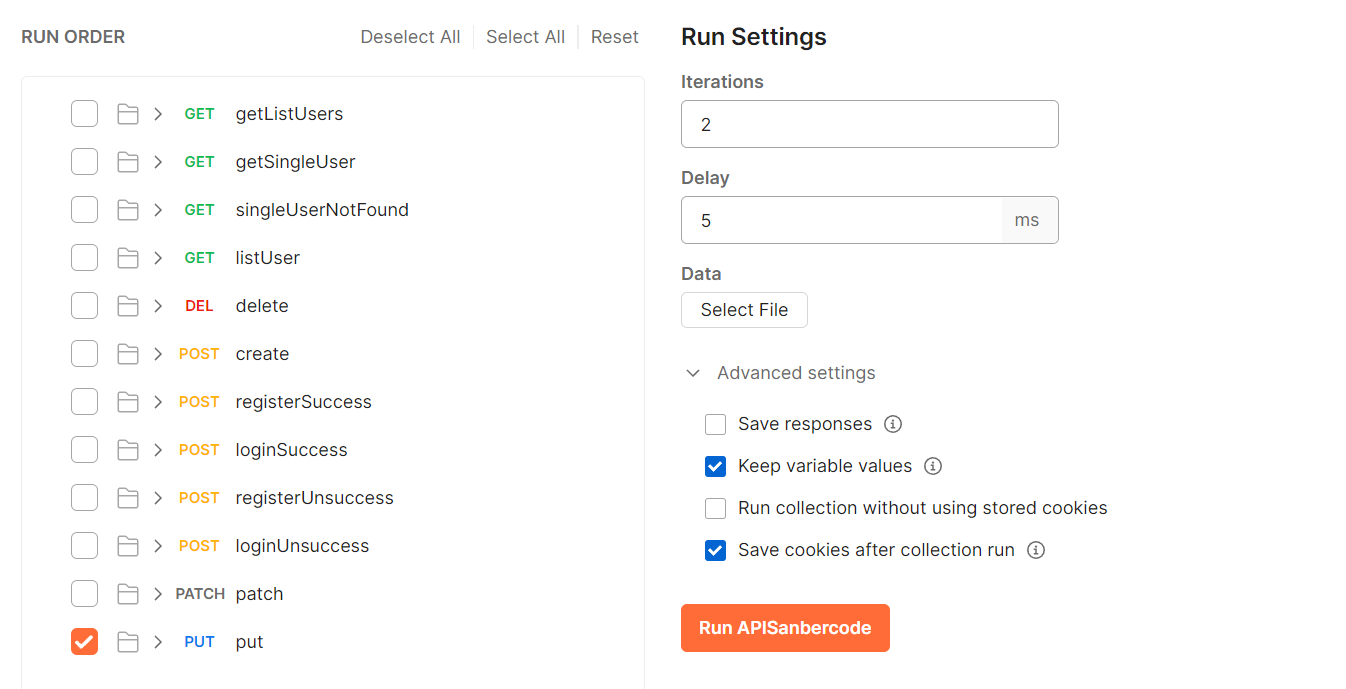 RUN ORDER
Deselect All
Select All
Reset
GET getListUsers
GET getSingleUser
GET singleUserNotFound
GET listUser
DEL delete
POST create
POST registerSuccess
POST loginSuccess
POST registerUnsuccess
POST loginUnsuccess
PATCH patch
PUT put
Run Settings
Iterations
2
Delay
5 ms
Data
Select File
Advanced settings
Save responses
Keep variable values
Run collection without using stored cookies
Save cookies after collection run
Run APISanbercode